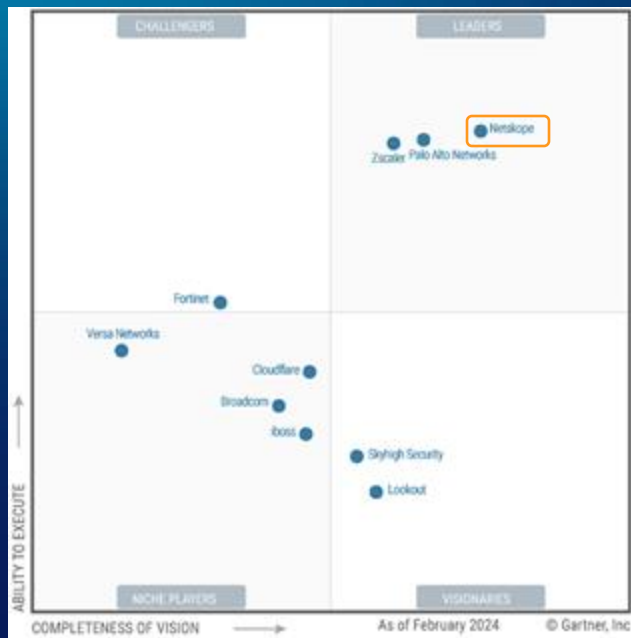 CHALLENGERS
LEADERS
Netskope
Zscaler
Palo Alto Networks
Fortinet
Versa Networks
Cloudflare
Broadcom
iboss
Skyhigh Security
Lookout
ABILITY TO EXECUTE
NICHE PLAYERS
VISIONARIES
COMPLETENESS OF VISION
As of February 2024
© Gartner, Inc